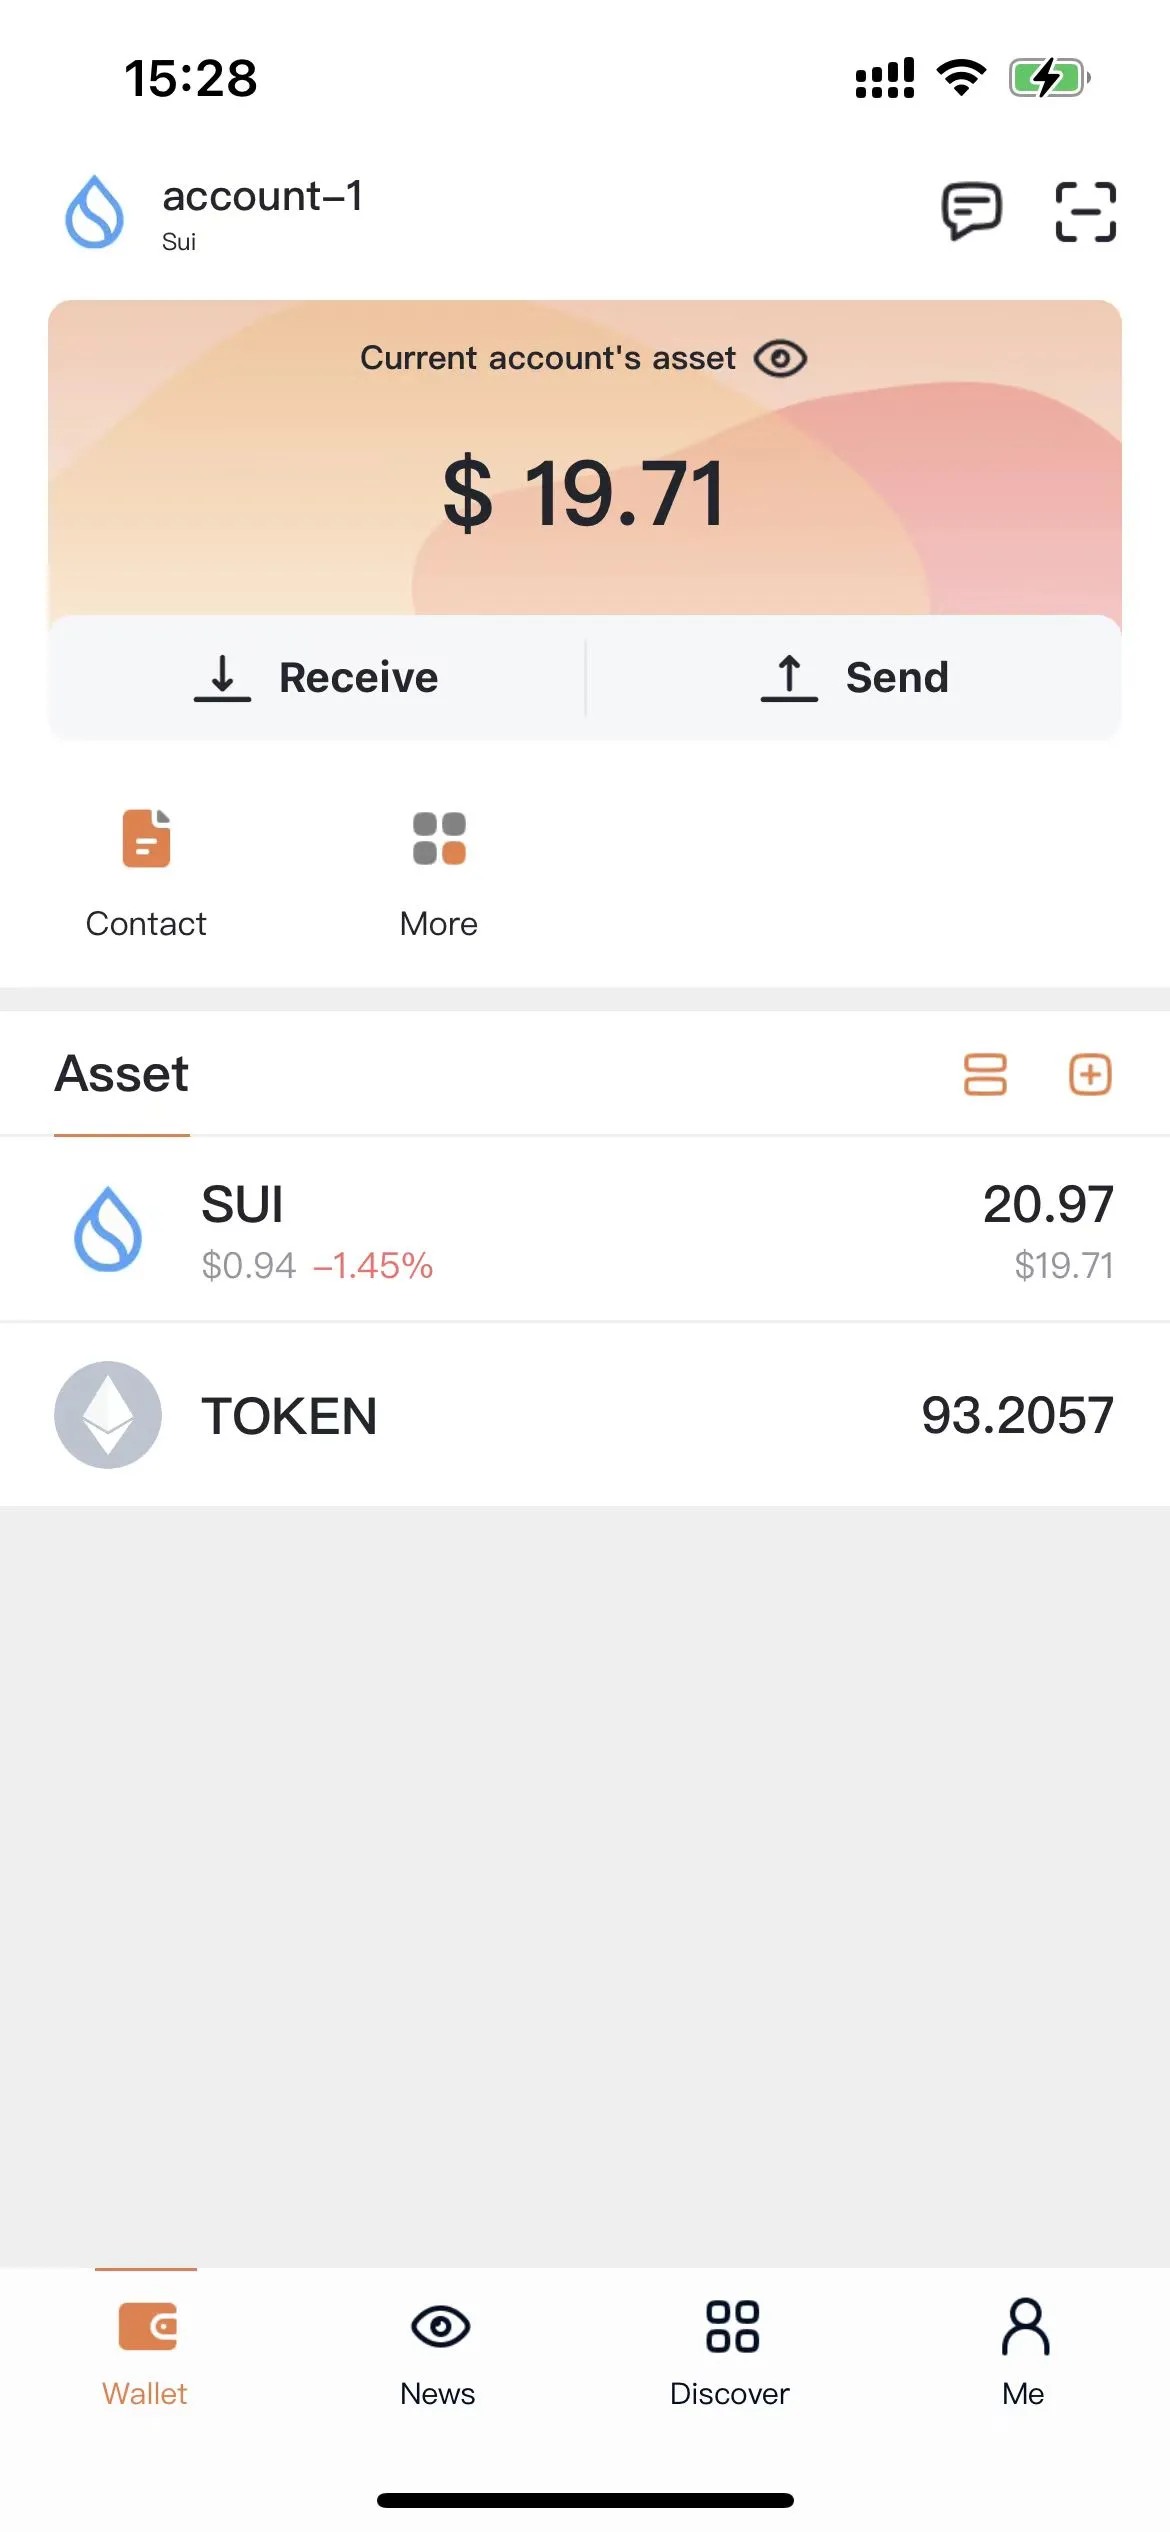 15:28
account-1
Sui
Current account's asset
$ 19.71
Receive
Send
Contact
More
Asset
SUI
20.97
$0.94 -1.45%
$19.71
TOKEN
93.2057
Wallet
News
Discover
Me